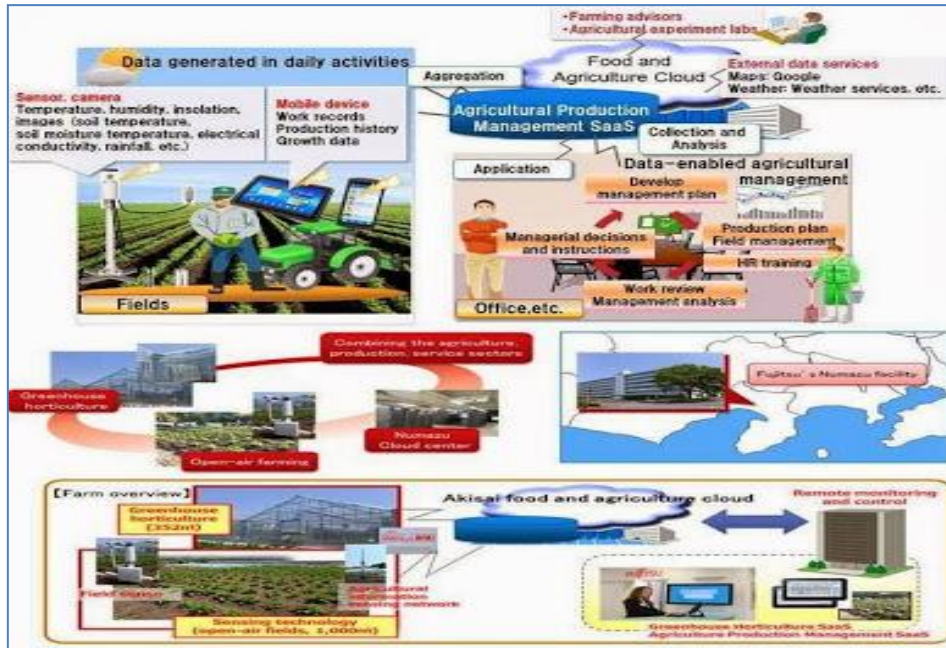 •Farming advisors
•Agricultural experiment labs
Data generated in daily activities
Aggregation
Food and
Agriculture Cloud
External data services
Maps: Google
Weather: Weather services, etc.
Sensor, camera
Temperature, humidity, insolation,
images (soil temperature,
soil moisture temperature, electrical
conductivity, rainfall, etc.)
Mobile device
Work records
Production history
Growth data
Agricultural Production
Management SaaS
Collection and
Analysis
Application
Data-enabled agricultural
management
Develop
management plan
Managerial decisions
and instructions
Production plan
Field management
HR training
Work review
Management analysis
Fields
Office,etc.
Combining the agriculture,
production, service sectors
Greenhouse
horticulture
Open-air farming
Numazu
Cloud center
Fujitsu's Numazu facility
【Farm overview】
Greenhouse
horticulture
Akisai food and agriculture cloud
Remote monitoring
and control
Agricultural
information
sensing network
Sensing technology
(open-air fields, 1,000㎡)
FUJITSU
Greenhouse Horticulture SaaS
Agriculture Production Management SaaS